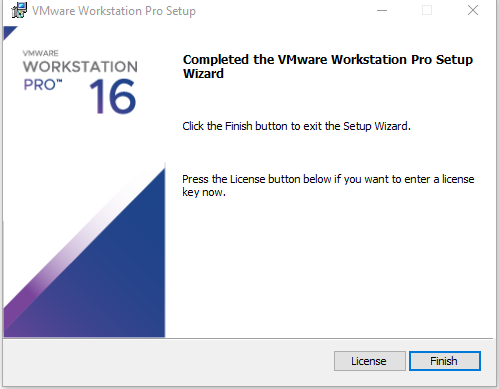 VMware Workstation Pro Setup
VMWARE
WORKSTATION
PRO™ 16
Completed the VMware Workstation Pro Setup
Wizard
Click the Finish button to exit the Setup Wizard.
Press the License button below if you want to enter a license
key now.
License
Finish